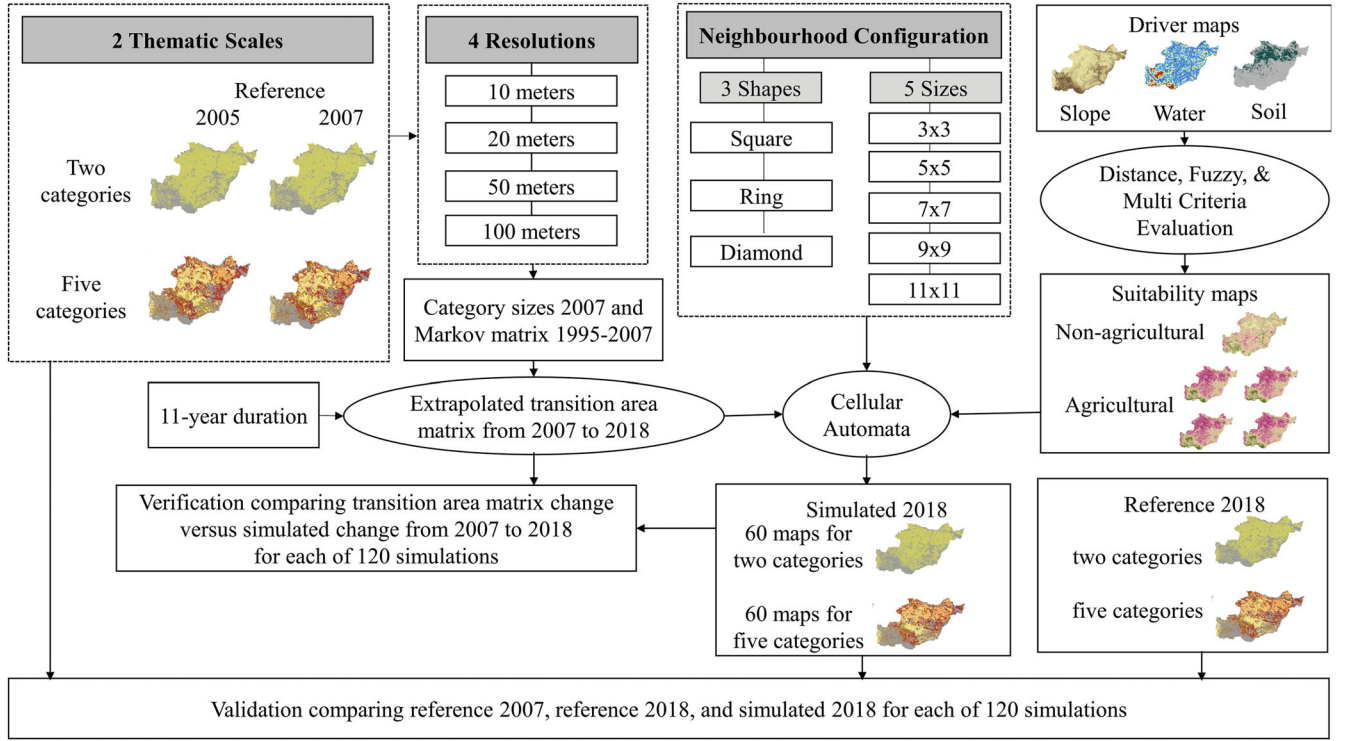 2 Thematic Scales
Reference
2005
2007
Two
categories
Five
categories
4 Resolutions
10 meters
20 meters
50 meters
100 meters
Neighbourhood Configuration
3 Shapes
Square
Ring
Diamond
5 Sizes
3x3
5x5
7x7
9x9
11x11
Driver maps
Slope
Water
Soil
Distance, Fuzzy, &
Multi Criteria
Evaluation
Suitability maps
Non-agricultural
Agricultural
Category sizes 2007 and
Markov matrix 1995-2007
11-year duration
Extrapolated transition area
matrix from 2007 to 2018
Cellular
Automata
Verification comparing transition area matrix change
versus simulated change from 2007 to 2018
for each of 120 simulations
Simulated 2018
60 maps for
two categories
60 maps for
five categories
Reference 2018
two categories
five categories
Validation comparing reference 2007, reference 2018, and simulated 2018 for each of 120 simulations